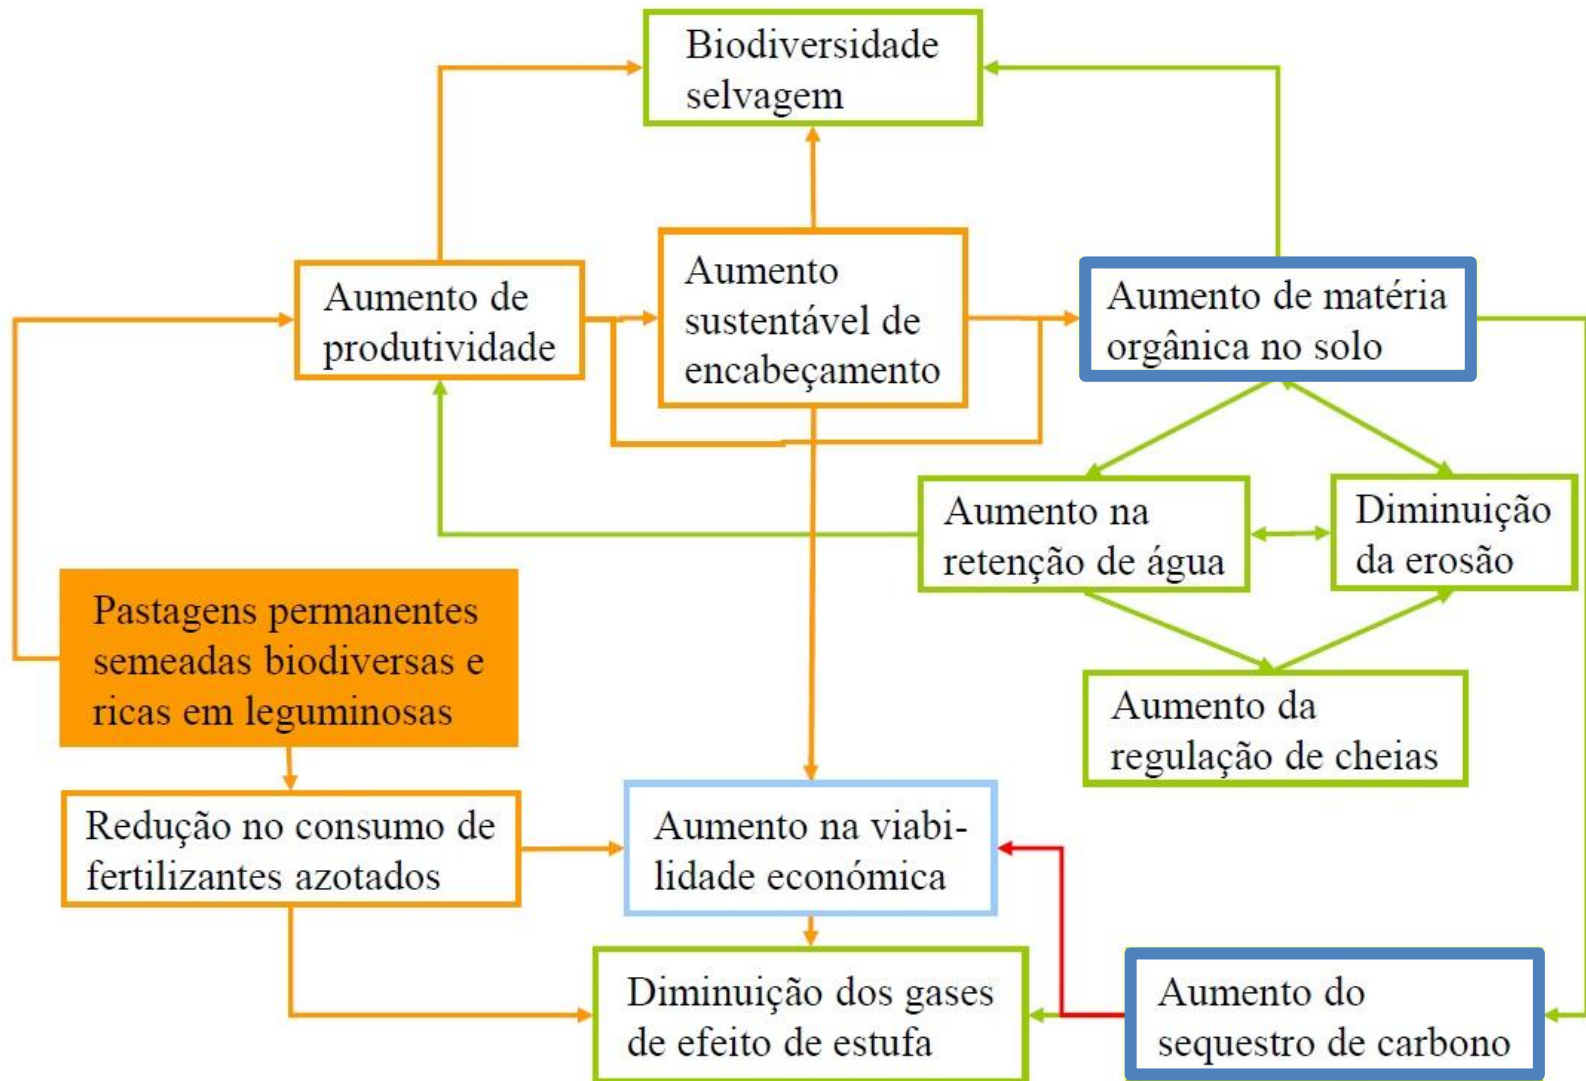 Biodiversidade
selvagem
Aumento de
produtividade
Aumento
sustentável de
encabeçamento
Aumento de matéria
orgânica no solo
Aumento na
retenção de água
Diminuição
da erosão
Pastagens permanentes
semeadas biodiversas e
ricas em leguminosas
Aumento da
regulação de cheias
Redução no consumo de
fertilizantes azotados
Aumento na viabi-
lidade económica
Diminuição dos gases
de efeito de estufa
Aumento do
sequestro de carbono